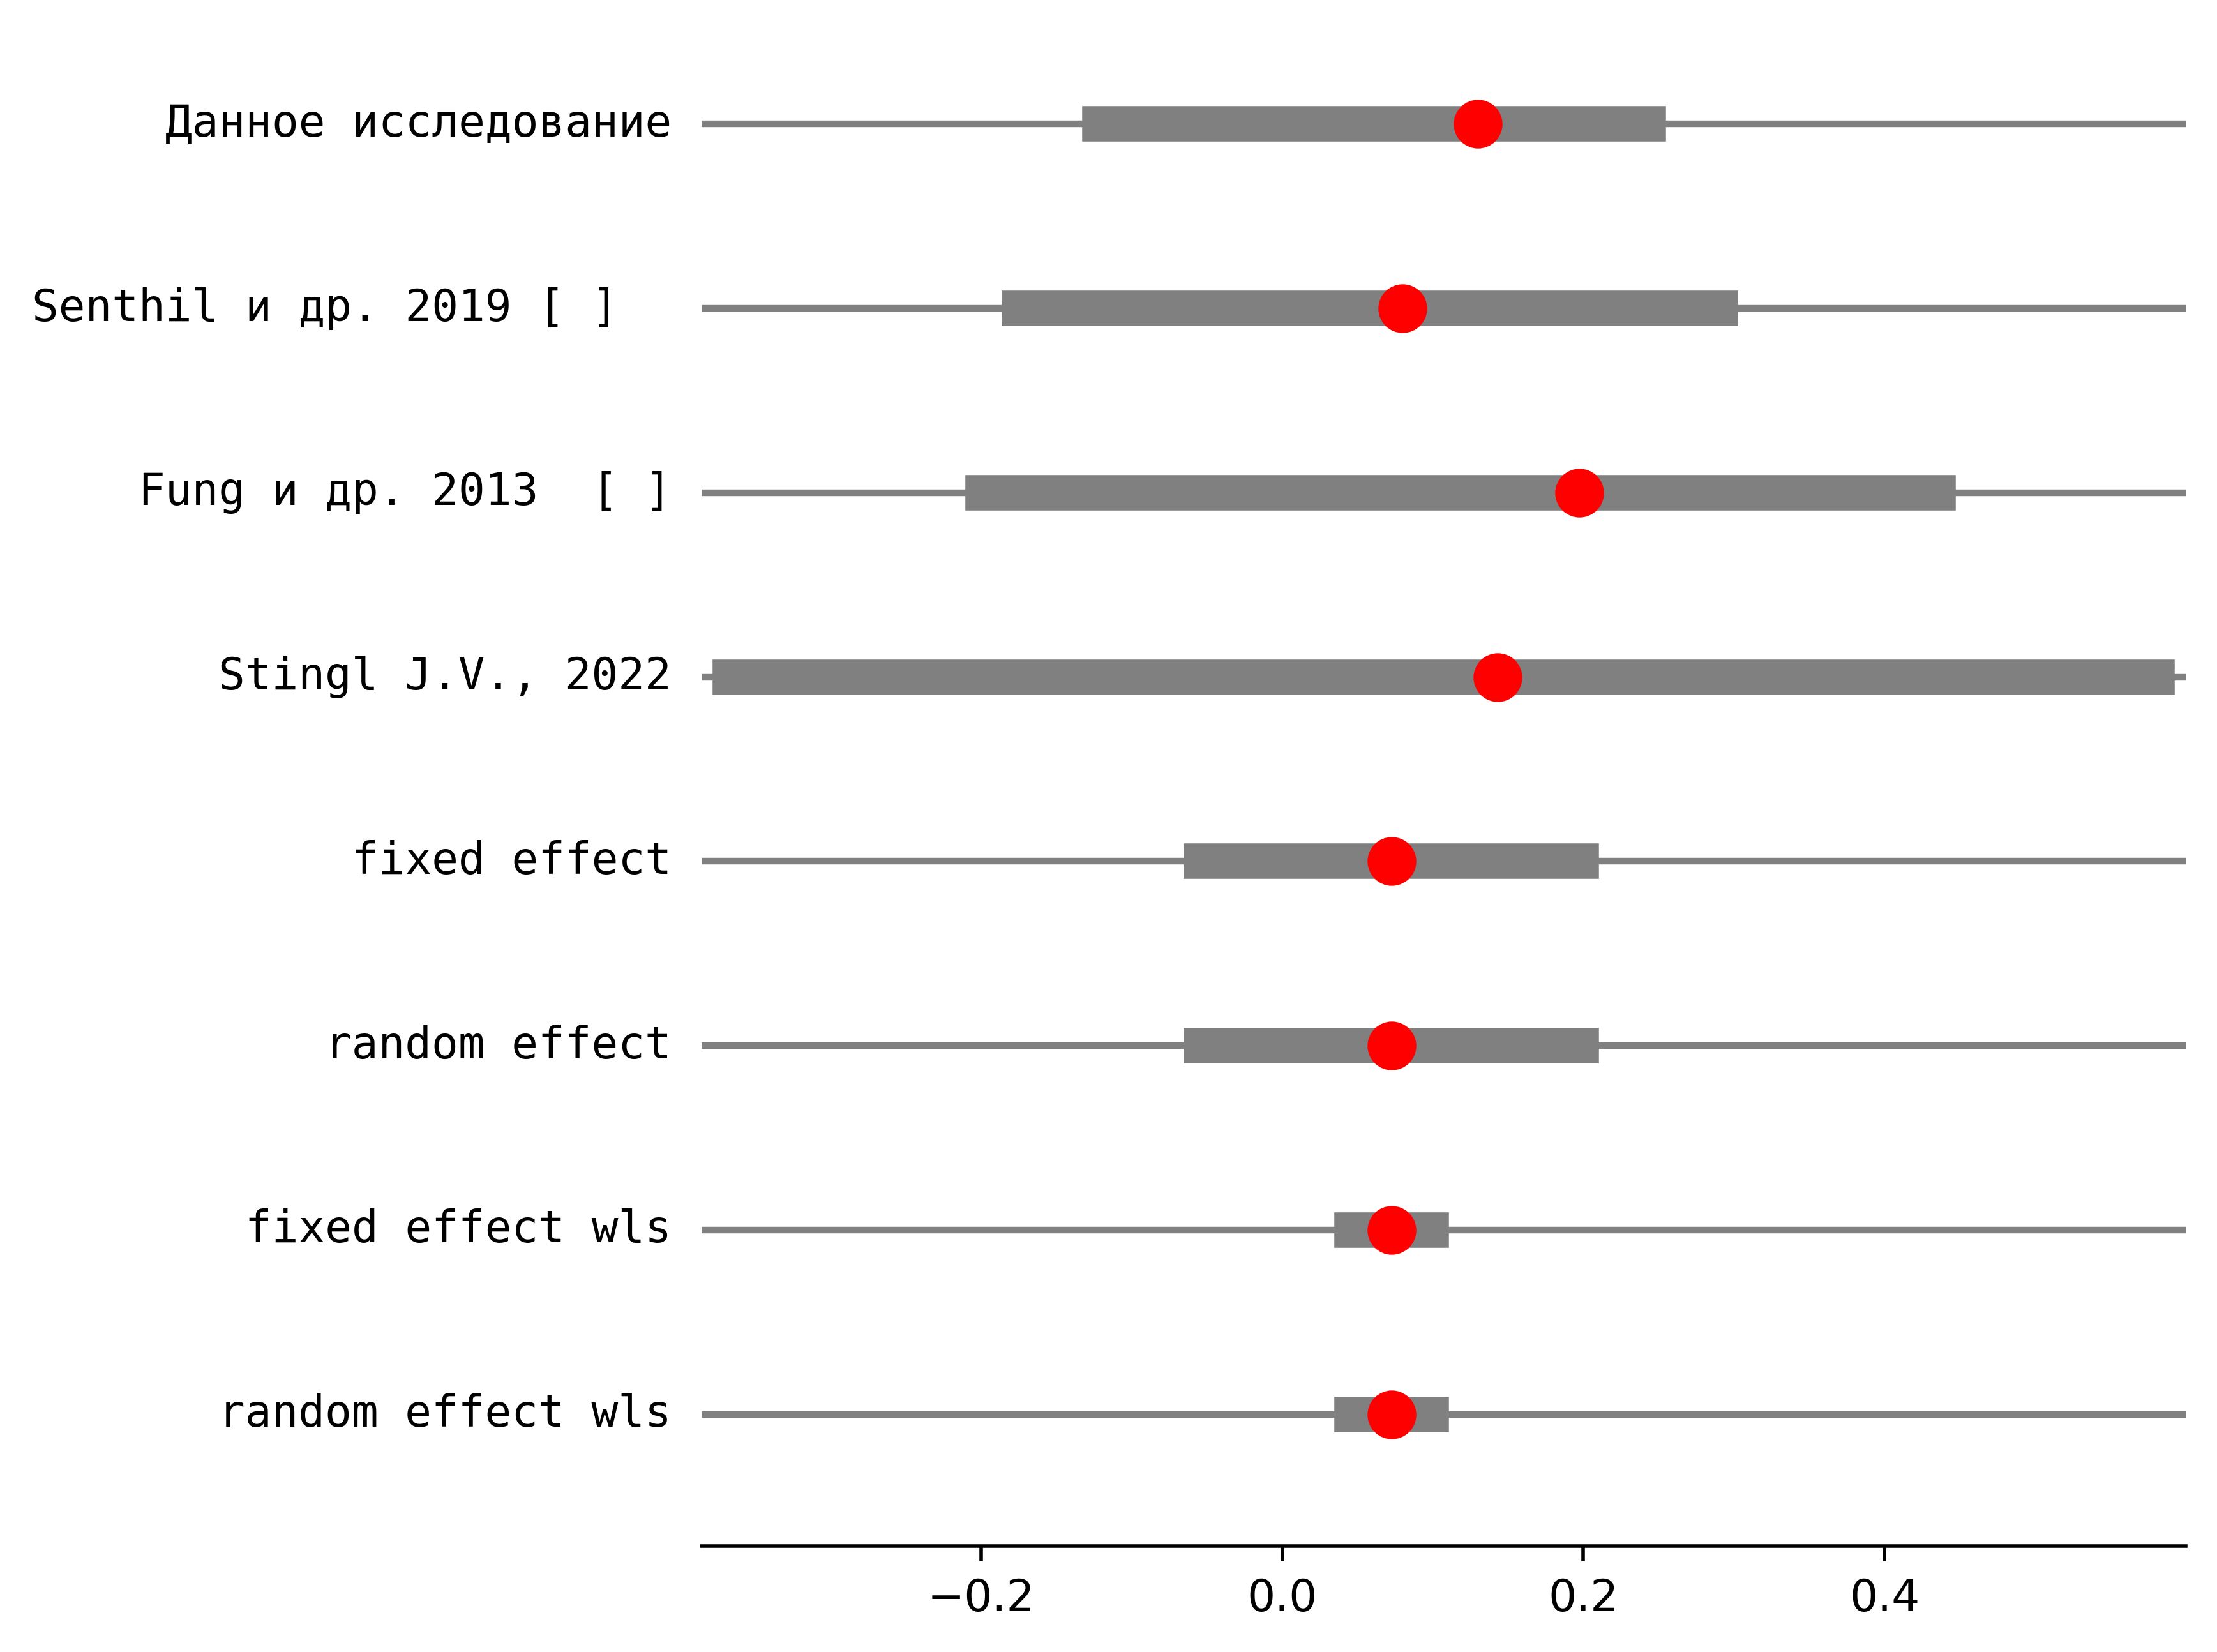 Данное исследование
Senthil и др. 2019 [ ]
Fung и др. 2013  [ ]
Stingl J.V., 2022
fixed effect
random effect
fixed effect wls
random effect wls
−0.2 0.0 0.2 0.4